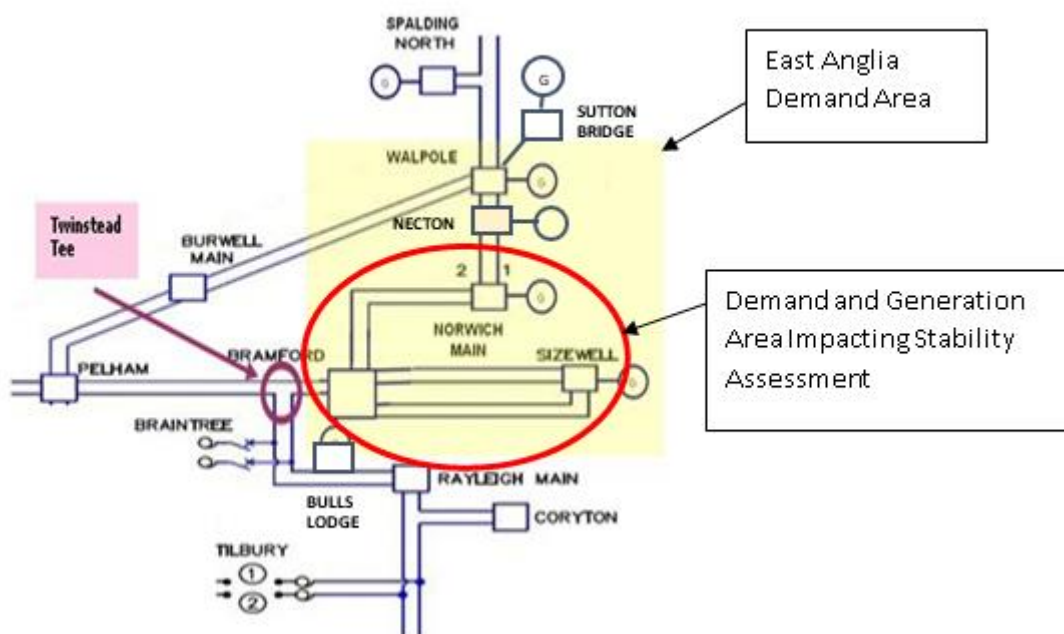 SPALDING
NORTH
G
G
SUTTON
BRIDGE
East Anglia
Demand Area
WALPOLE
G
Twinstead
Tee
NECTON
BURWELL
MAIN
2 1
G
Demand and Generation
Area Impacting Stability
Assessment
NORWICH
MAIN
BRAMFORD
SIZEWELL
PELHAM
G
BRAINTREE
RAYLEIGH MAIN
BULLS
LODGE
CORYTON
TILBURY
1
2